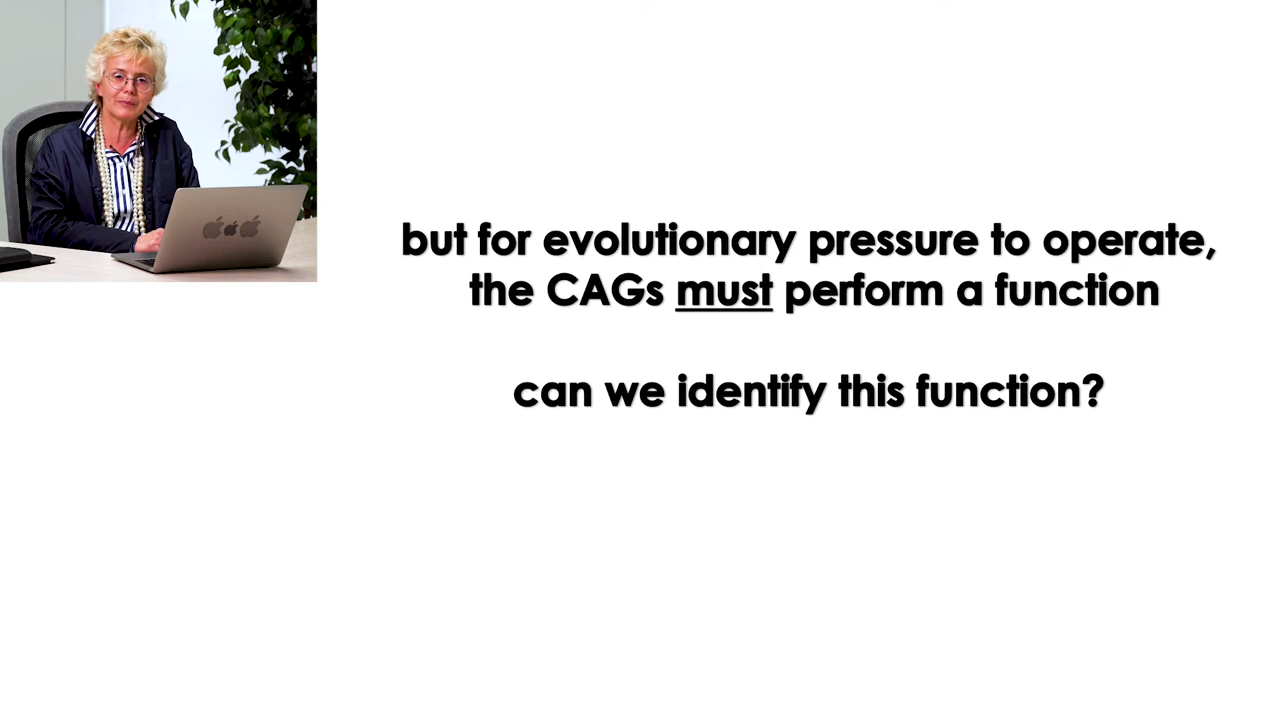 but for evolutionary pressure to operate,
the CAGs must perform a function
can we identify this function?